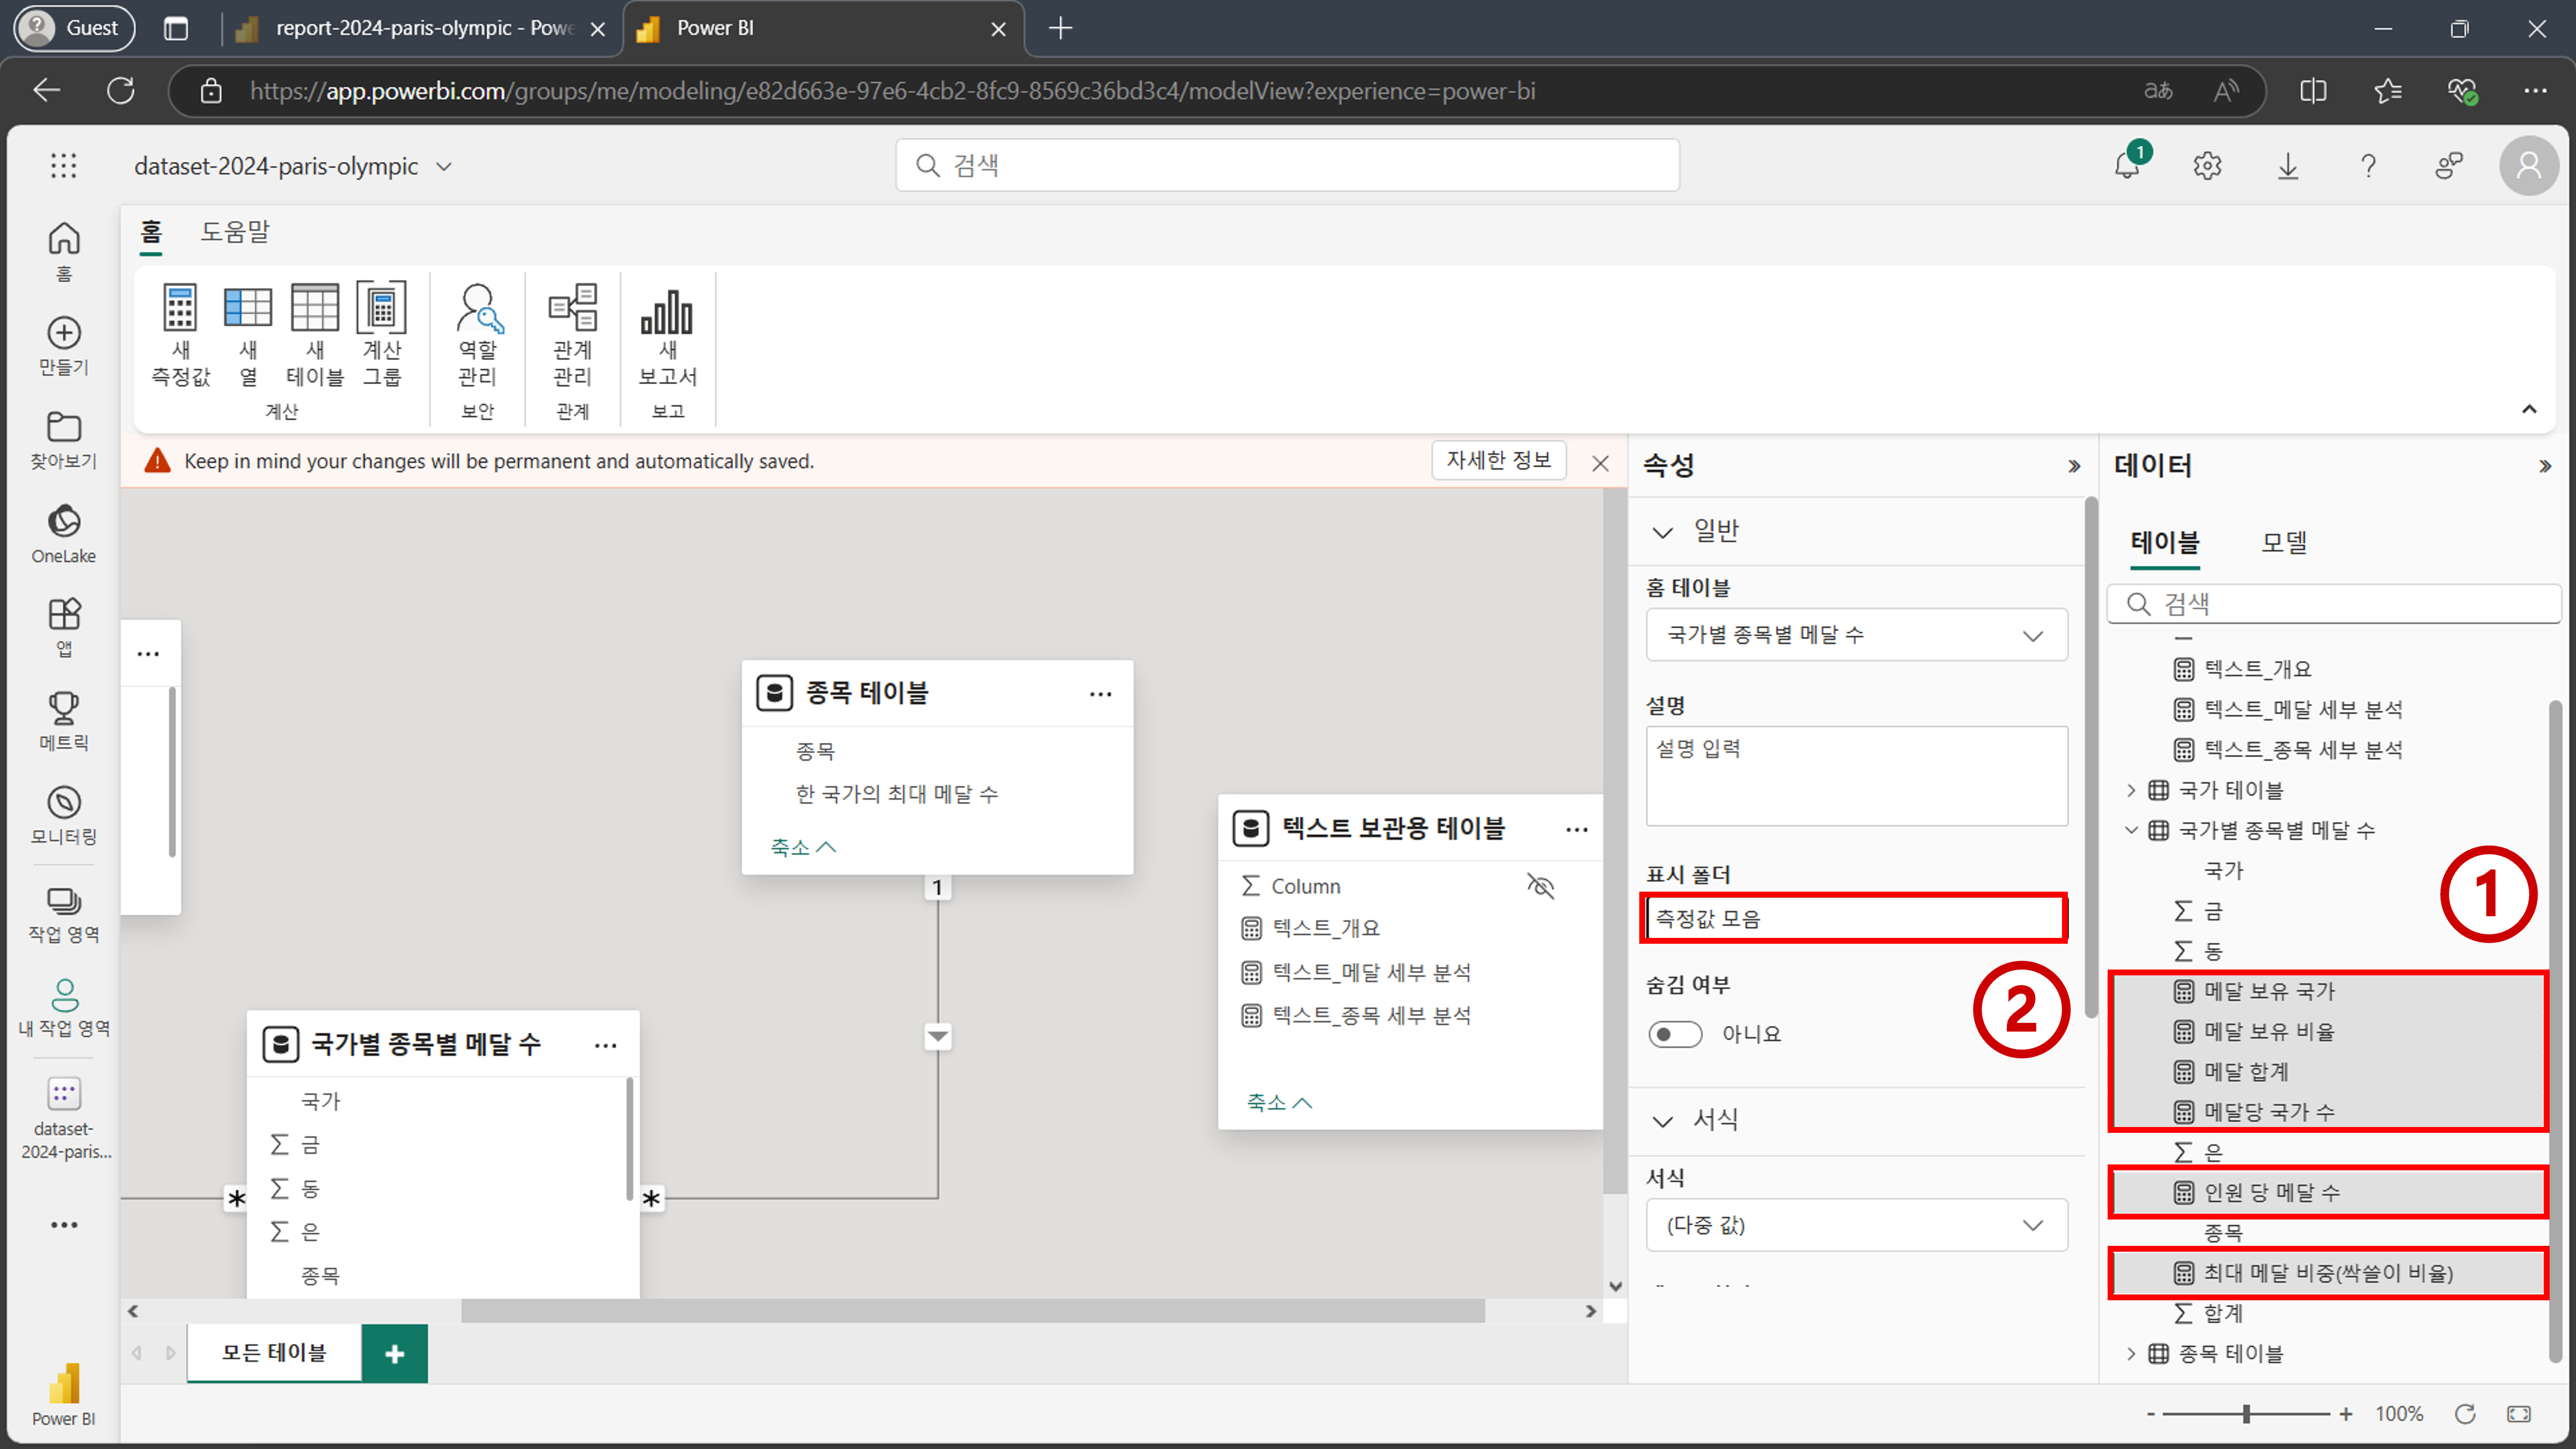 Guest
report-2024-paris-olympic - Powe
Power BI
https://app.powerbi.com/groups/me/modeling/e82d663e-97e6-4cb2-8fc9-8569c36bd3c4/modelView?experience=power-bi
aあ
A
dataset-2024-paris-olympic
검색
1
?
홈
도움말
홈
만들기
찾아보기
OneLake
앱
메트릭
모니터링
작업 영역
내 작업 영역
dataset-
2024-paris...
Power BI
새
측정값
새
열
새
테이블
계산
그룹
계산
역할
관리
보안
관계
관리
관계
새
보고서
보고
Keep in mind your changes will be permanent and automatically saved.
자세한 정보
종목 테이블
종목
한 국가의 최대 메달 수
축소
1
텍스트 보관용 테이블
Column
텍스트_개요
텍스트_메달 세부 분석
텍스트_종목 세부 분석
축소
국가별 종목별 메달 수
국가
∑ 금
∑ 동
∑ 은
종목
*
*
모든 테이블
+
속성
일반
홈 테이블
국가별 종목별 메달 수
설명
설명 입력
표시 폴더
측정값 모음
2
숨김 여부
아니요
서식
서식
(다중 값)
데이터
테이블
모델
검색
텍스트_개요
텍스트_메달 세부 분석
텍스트_종목 세부 분석
국가 테이블
국가별 종목별 메달 수
국가
1
∑ 금
∑ 동
메달 보유 국가
메달 보유 비율
메달 합계
메달당 국가 수
∑ 은
인원 당 메달 수
종목
최대 메달 비중(싹쓸이 비율)
∑ 합계
종목 테이블
- + 100%